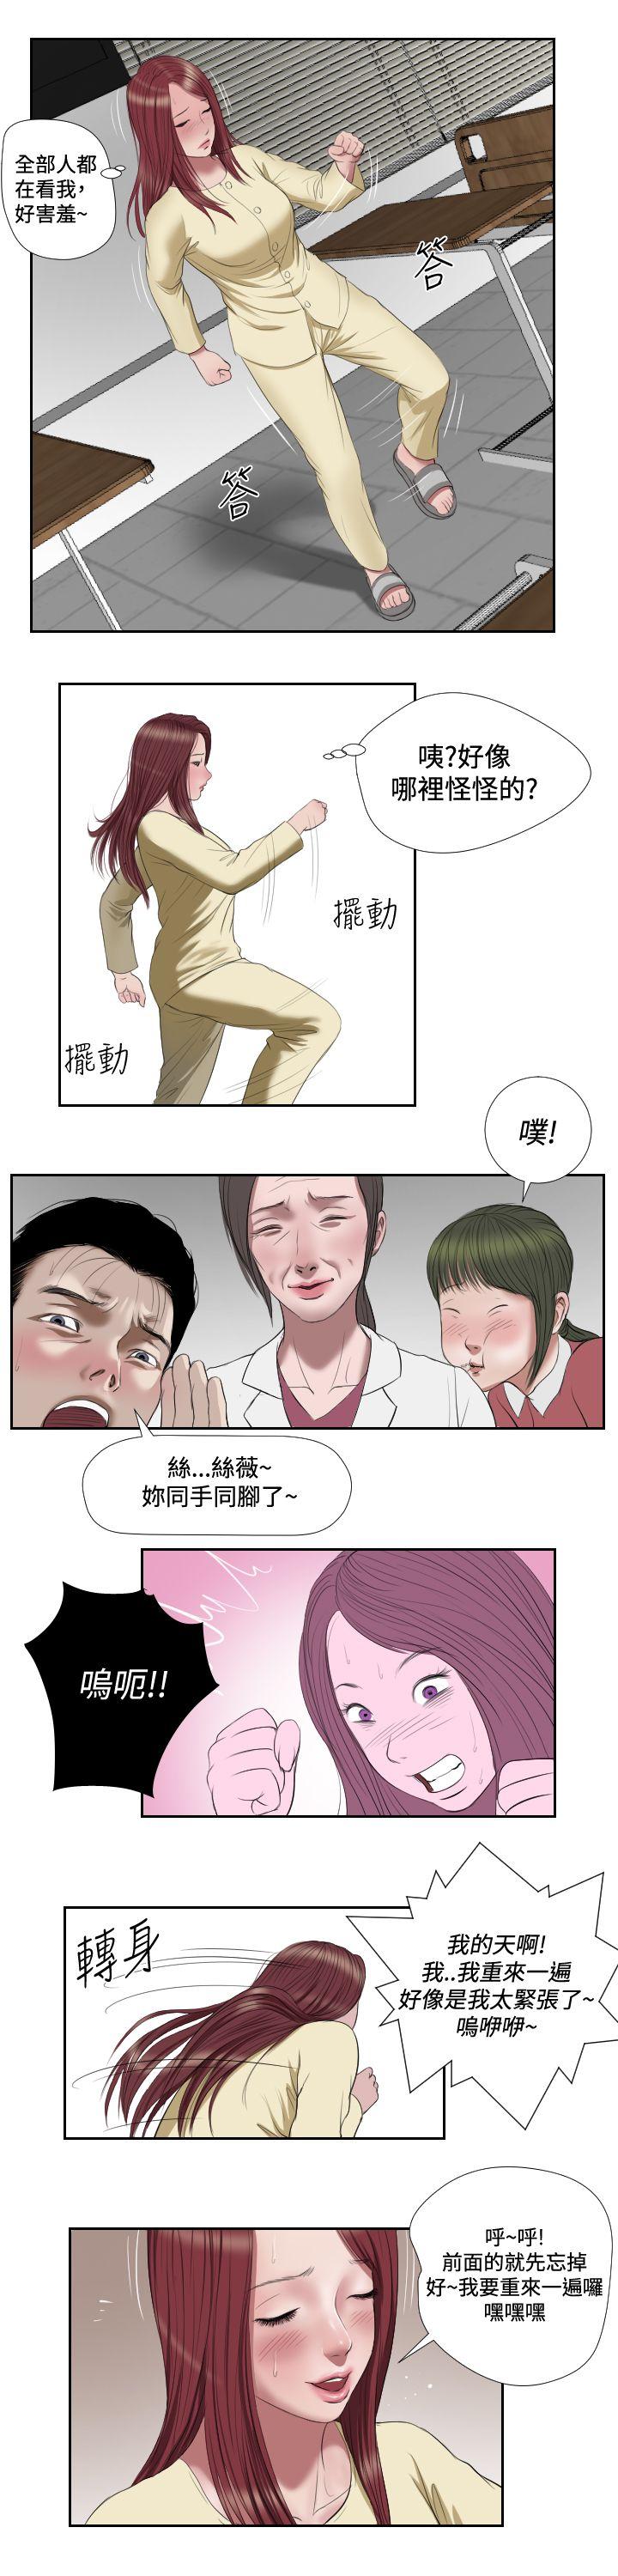 全部人都
在看我，
好害羞~
答
答
咦?好像
哪裡怪怪的?
擺動
擺動
噗!
絲...絲薇~
妳同手同腳了~
嗚呃!!
轉身
我的天啊!
我..我重來一遍
好像是我太緊張了~
嗚咿咿~
呼~呼!
前面的就先忘掉
好~我要重來一遍囉
嘿嘿嘿